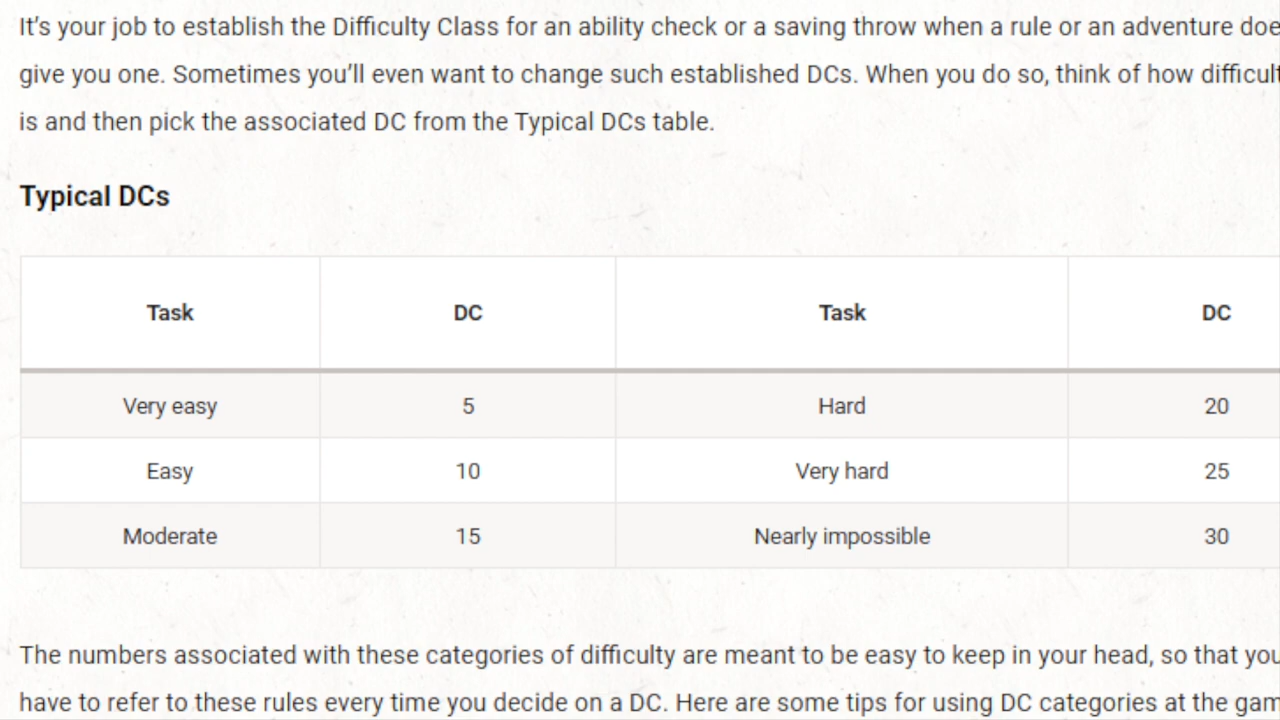 It’s your job to establish the Difficulty Class for an ability check or a saving throw when a rule or an adventure doe
give you one. Sometimes you’ll even want to change such established DCs. When you do so, think of how difficult
is and then pick the associated DC from the Typical DCs table.
Typical DCs
Task DC Task DC
Very easy 5 Hard 20
Easy 10 Very hard 25
Moderate 15 Nearly impossible 30
The numbers associated with these categories of difficulty are meant to be easy to keep in your head, so that you
have to refer to these rules every time you decide on a DC. Here are some tips for using DC categories at the gam